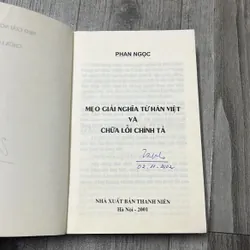 PHAN NGỌC
MẸO GIẢI NGHĨA TỪ HÁN VIỆT
VÀ
CHỮA LỖI CHÍNH TẢ
NHÀ XUẤT BẢN THANH NIÊN
Hà Nội - 2001